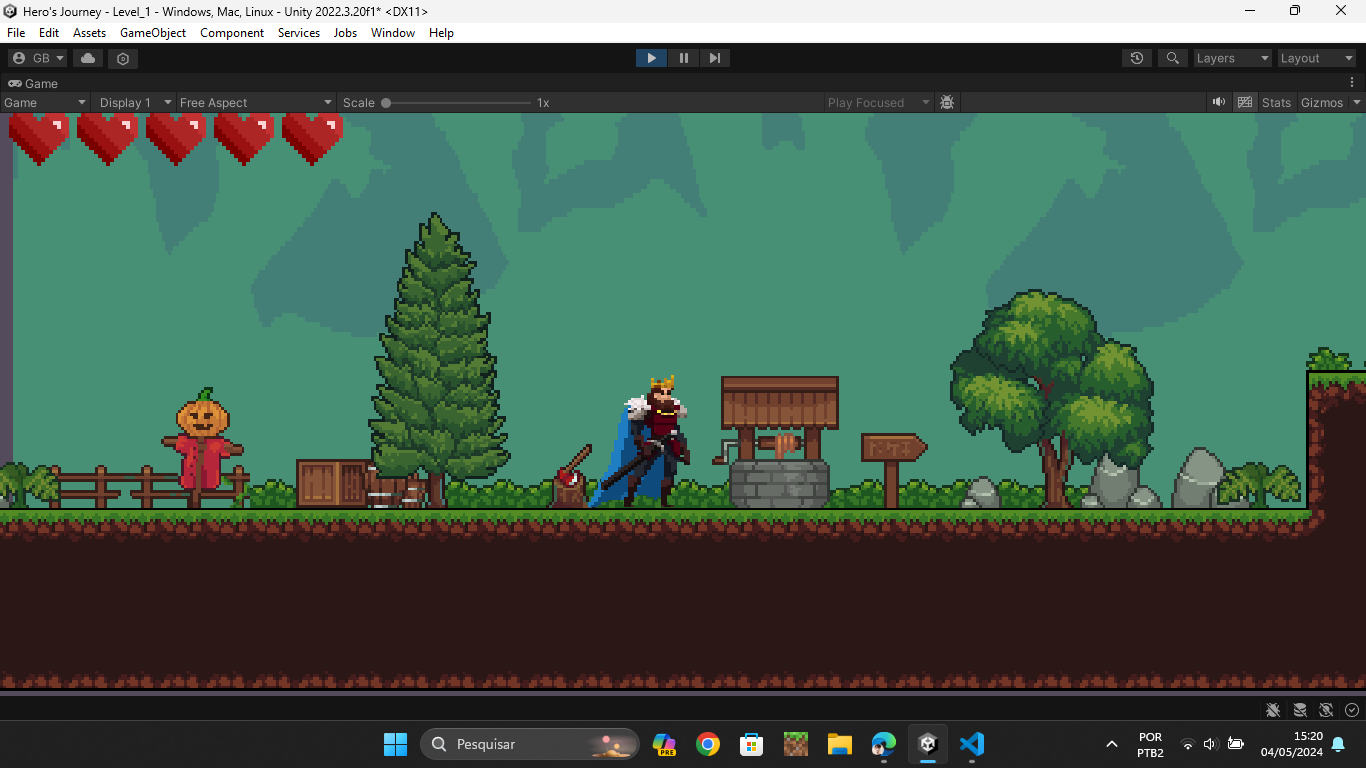 Hero's Journey - Level_1 - Windows, Mac, Linux - Unity 2022.3.20f1* <DX11>
File Edit Assets GameObject Component Services Jobs Window Help
GB Layers Layout
Game
Game Display 1 Free Aspect Scale 1x Play Focused Stats Gizmos
Pesquisar
PRE
POR
PTB2
15:20
04/05/2024